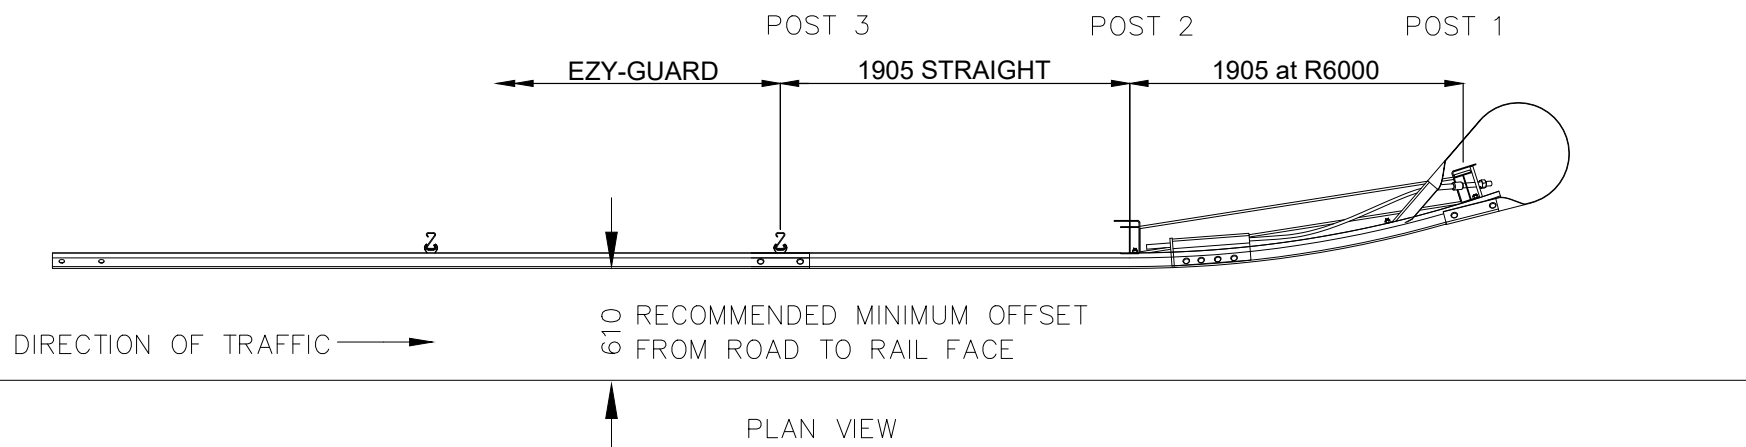 POST 3
POST 2
POST 1
EZY-GUARD
1905 STRAIGHT
1905 at R6000
610
RECOMMENDED MINIMUM OFFSET
FROM ROAD TO RAIL FACE
DIRECTION OF TRAFFIC
PLAN VIEW